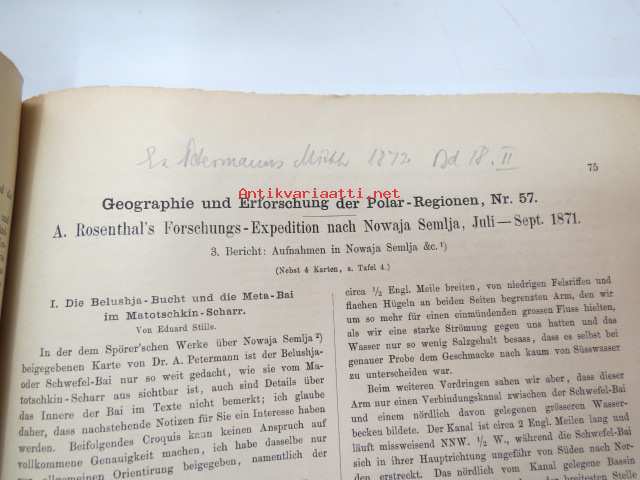 Ex Petermanns Mitth 1872 Bd 18. II
75
Antikvariaatti.net
Geographie und Erforschung der Polar-Regionen, Nr. 57.
A. Rosenthal's Forschungs-Expedition nach Nowaja Semlja, Juli—Sept. 1871.
3. Bericht: Aufnahmen in Nowaja Semlja &c. ¹)
(Nebst 4 Karten, s. Tafel 4.)
I. Die Belushja-Bucht und die Meta-Bai
im Matotschkin-Scharr.
Von Eduard Stille.
In der dem Spörer'schen Werke über Nowaja Semlja ²)
beigegebenen Karte von Dr. A. Petermann ist der Belushja-
oder Schwefel-Bai nur so weit gedacht, wie sie vom Ma-
totschkin-Scharr aus sichtbar ist, auch sind Details über
das Innere der Bai im Texte nicht bemerkt; ich glaube
daher, dass nachstehende Notizen für Sie ein Interesse haben
werden. Beifolgendes Croquis kann keinen Anspruch auf
vollkommene Genauigkeit machen, ich habe dasselbe nur
allgemeinen Orientirung beigegeben, namentlich der
circa ½ Engl. Meile breiten, von niedrigen Felsriffen und
flachen Hügeln an beiden Seiten begrenzten Arm, den wir
um so mehr für einen einmündenden grossen Fluss hielten,
als wir eine starke Strömung gegen uns hatten und das
Wasser nur so wenig Salzgehalt besass, dass es selbst bei
genauer Probe dem Geschmacke nach kaum von Süsswasser
zu unterscheiden war.
Beim weiteren Vordringen sahen wir aber, dass dieser
Arm nur einen Verbindungskanal zwischen der Schwefel-Bai
und einem nördlich davon gelegenen grösseren Wasser-
becken bildete. Der Kanal ist circa 2 Engl. Meilen lang und
läuft missweisend NNW. ½ W., während die Schwefel-Bai
sich in ihrer Hauptrichtung ungefähr von Süden nach Nor-
den erstreckt. Das nördlich vom Kanal gelegene Bassin
breitesten Stelle